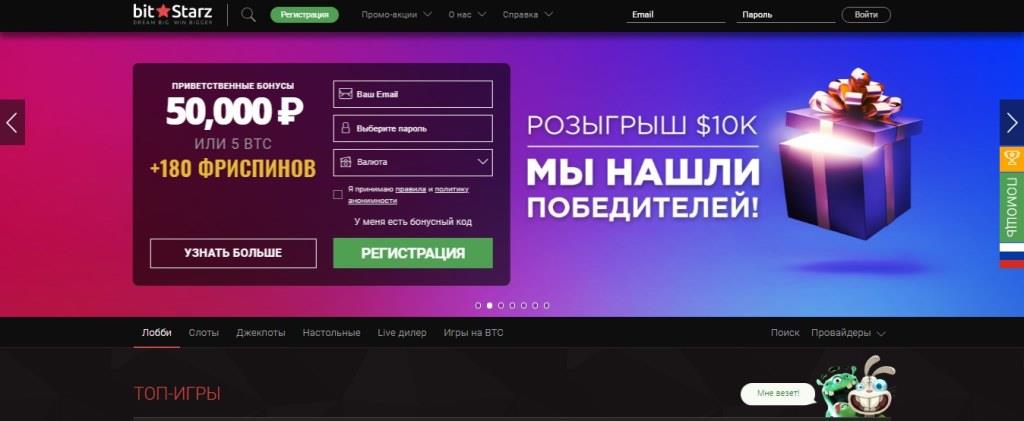 bit★Starz
DREAM BIG. WIN BIGGER
Регистрация
Промо-акции
О нас
Справка
Email
Пароль
Войти
ПРИВЕТСТВЕННЫЕ БОНУСЫ
50,000 ₽
ИЛИ 5 BTC
+180 ФРИСПИНОВ
УЗНАТЬ БОЛЬШЕ
Ваш Email
Выберите пароль
Валюта
Я принимаю правила и политику
анонимности
У меня есть бонусный код
РЕГИСТРАЦИЯ
РОЗЫГРЫШ $10K
МЫ НАШЛИ
ПОБЕДИТЕЛЕЙ!
ПОМОЩЬ
Лобби
Слоты
Джекпоты
Настольные
Live дилер
Игры на BTC
Поиск
Провайдеры
ТОП-ИГРЫ
Мне везет!